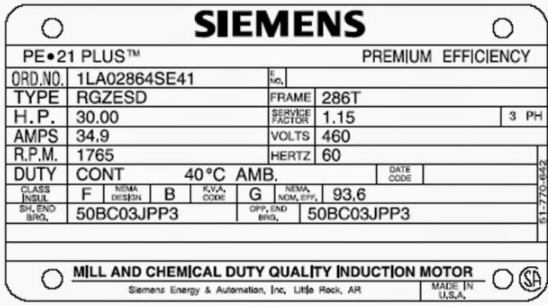 SIEMENS
PE•21 PLUS™ PREMIUM EFFICIENCY
ORD.NO. 1LA02864SE41 E NO.
TYPE RGZESD FRAME 286T
H.P. 30.00 SERVICE FACTOR 1.15 3 PH
AMPS 34.9 VOLTS 460
R.P.M. 1765 HERTZ 60
DUTY CONT 40°C AMB. DATE CODE
CLASS INSUL F NEMA DESIGN B K.V.A. CODE G NEMA NOM. EFF. 93,6
SH. END BRG. 50BC03JPP3 OPP. END BRG. 50BC03JPP3
51-770-642
MILL AND CHEMICAL DUTY QUALITY INDUCTION MOTOR
Siemens Energy & Automation, Inc, Little Rock, AR MADE IN U.S.A.
SA